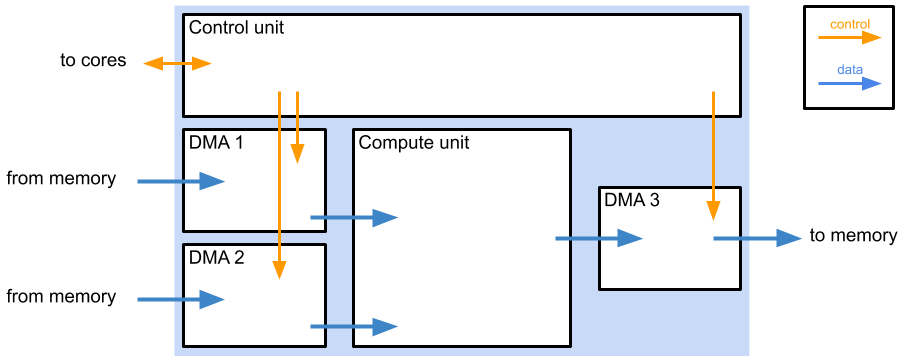 Control unit
control
to cores
data
DMA 1
Compute unit
from memory
DMA 3
to memory
DMA 2
from memory